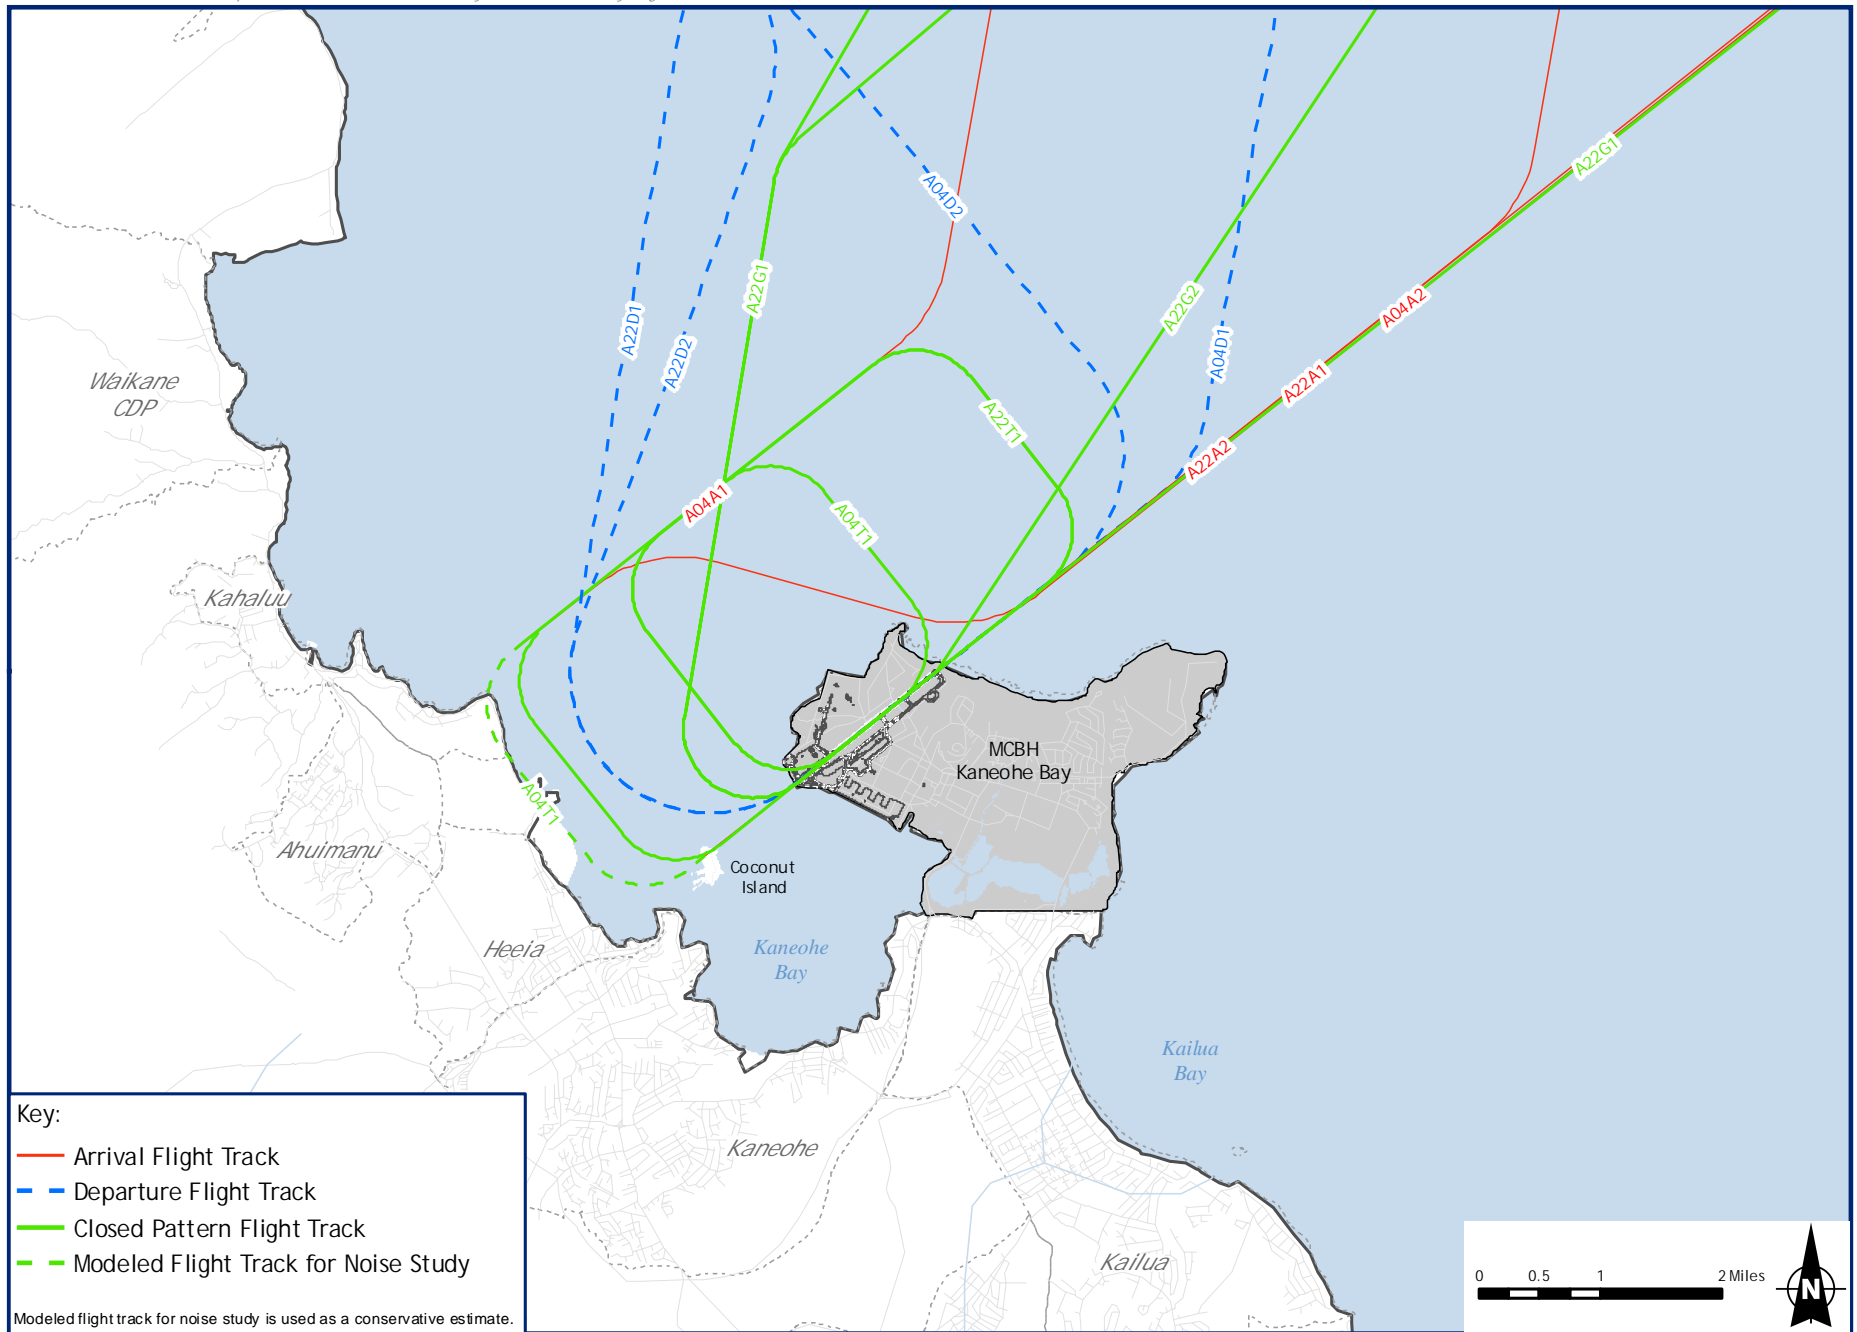 A22G1
A04D2
A22G1
A22G2
A04A2
A22D1
A22D2
A04D1
A22A1
Waikane
CDP
A22T1
A22A2
A04A1
A04T1
Kahaluu
MCBH
Kaneohe Bay
A04T1
Ahuimanu
Coconut
Island
Heeia
Kaneohe
Bay
Kailua
Bay
Kaneohe
Kailua
Key:
Arrival Flight Track
Departure Flight Track
Closed Pattern Flight Track
Modeled Flight Track for Noise Study
Modeled flight track for noise study is used as a conservative estimate.
0 0.5 1 2 Miles
N